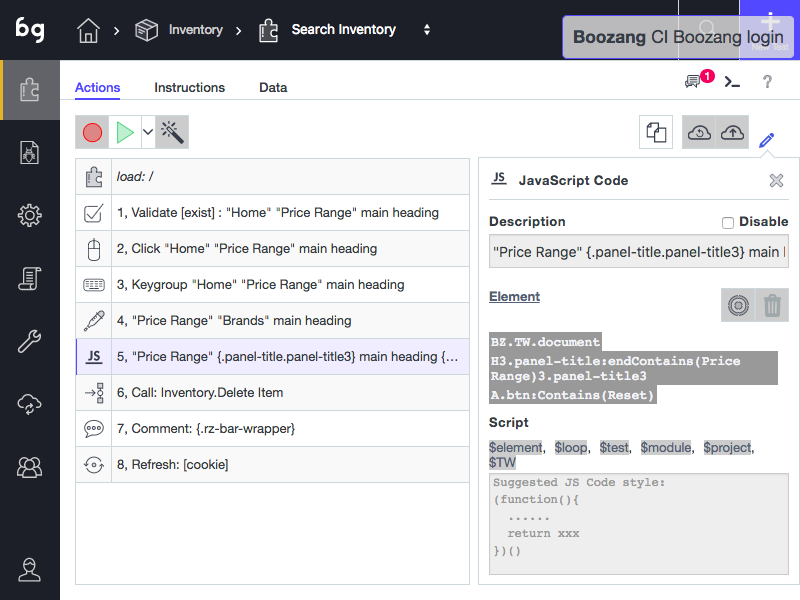 bg
Inventory
Search Inventory
Boozang CI Boozang login
Actions
Instructions
Data
1
?
load: /
1, Validate [exist] : "Home" "Price Range" main heading
2, Click "Home" "Price Range" main heading
3, Keygroup "Home" "Price Range" main heading
4, "Price Range" "Brands" main heading
JS
5, "Price Range" {.panel-title.panel-title3} main heading {...
6, Call: Inventory.Delete Item
7, Comment: {.rz-bar-wrapper}
8, Refresh: [cookie]
JS
JavaScript Code
Description
Disable
"Price Range" {.panel-title.panel-title3} main
Element
BZ.TW.document
H3.panel-title:endContains(Price
Range)3.panel-title3
A.btn:Contains(Reset)
Script
$element, $loop, $test, $module, $project,
$TW
Suggested JS Code style:
(function(){
......
return xxx
})()